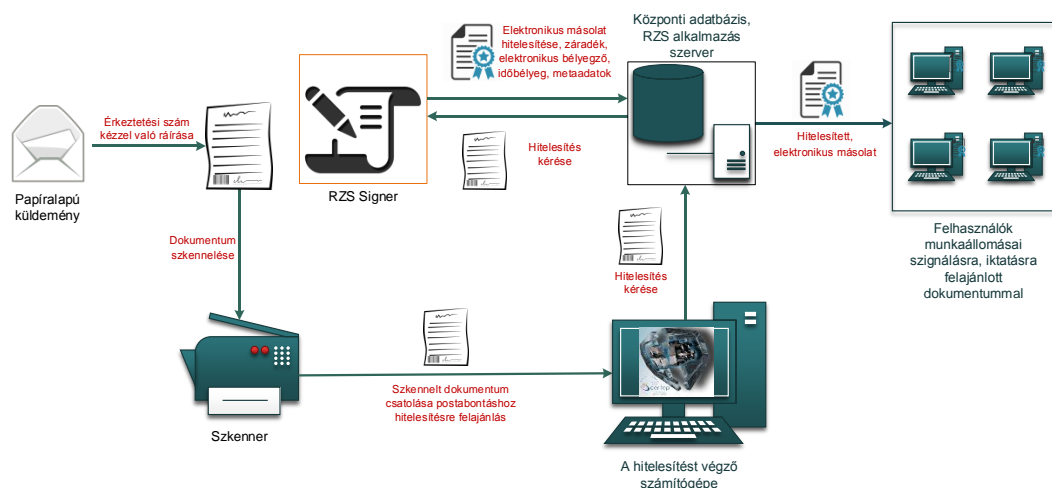 Papíralapú
küldemény
Érkeztetési szám
kézzel való ráírása
Dokumentum
szkennelése
Szkenner
Szkennelt dokumentum
csatolása postabontáshoz
hitelesítésre felajánlás
A hitelesítést végző
számítógépe
Hitelesítés
kérése
Központi adatbázis,
RZS alkalmazás
szerver
Hitelesítés
kérése
RZS Signer
Elektronikus másolat
hitelesítése, záradék,
elektronikus bélyegző,
időbélyeg, metaadatok
Hitelesített,
elektronikus másolat
Felhasználók
munkaállomásai
szignálásra, iktatásra
felajánlott
dokumentummal